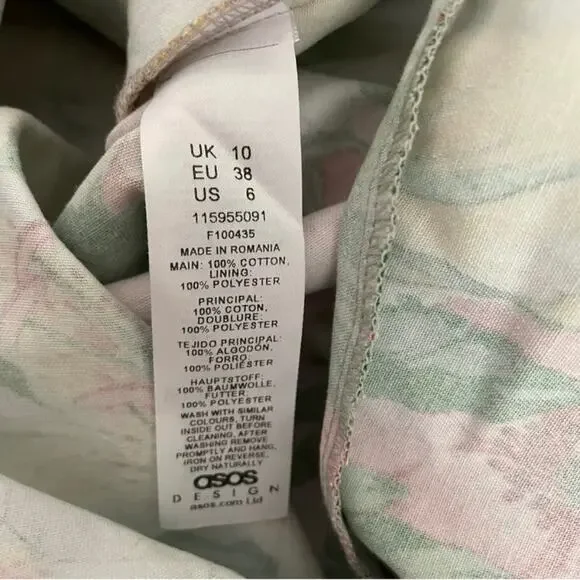 UK 10
EU 38
US 6
115955091
F100435
MADE IN ROMANIA
MAIN: 100% COTTON,
LINING:
100% POLYESTER
PRINCIPAL:
100% COTON,
DOUBLURE:
100% POLYESTER
TEJIDO PRINCIPAL:
100% ALGODÓN,
FORRO:
100% POLIÉSTER
HAUPTSTOFF:
100% BAUMWOLLE,
FUTTER:
100% POLYESTER
WASH WITH SIMILAR
COLOURS, TURN
INSIDE OUT BEFORE
CLEANING, AFTER
WASHING REMOVE
PROMPTLY AND HANG,
IRON ON REVERSE,
DRY NATURALLY
asos
DESIGN
asos.com Ltd